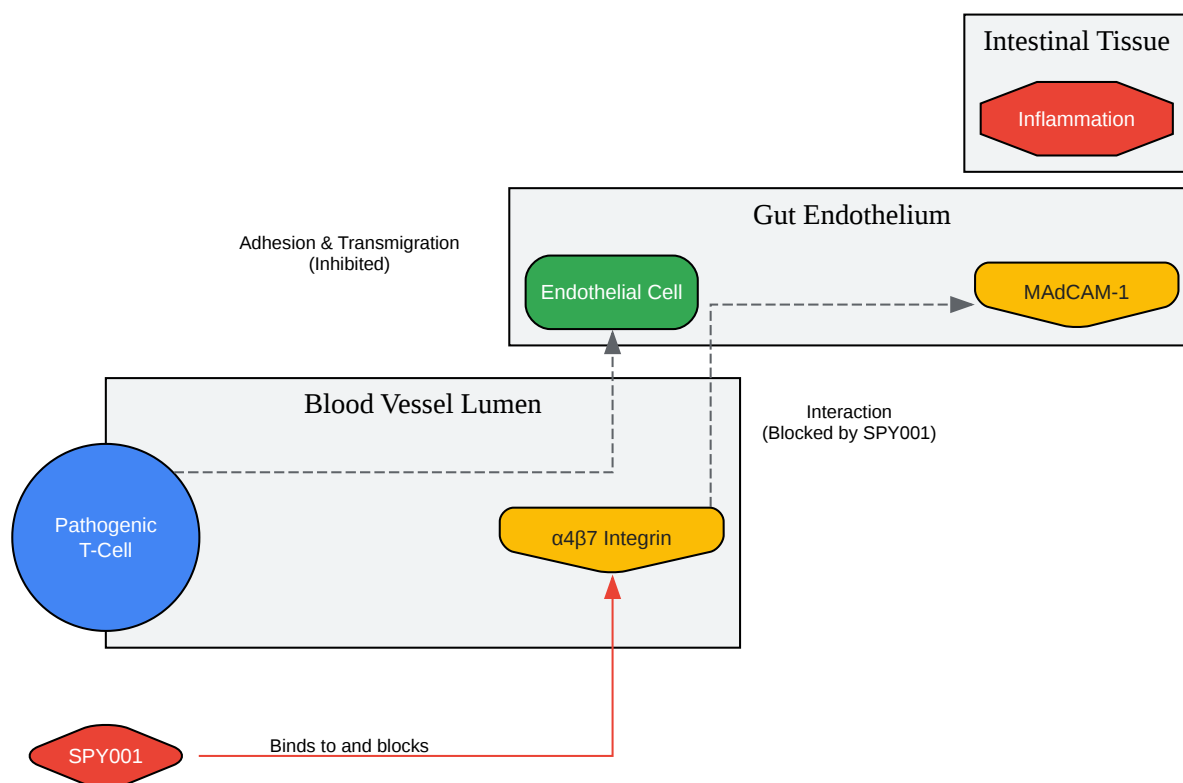 Intestinal Tissue
Inflammation
Gut Endothelium
Adhesion & Transmigration
(Inhibited)
Endothelial Cell
MAdCAM-1
Blood Vessel Lumen
Interaction
(Blocked by SPY001)
Pathogenic
T-Cell
α4β7 Integrin
Binds to and blocks
SPY001